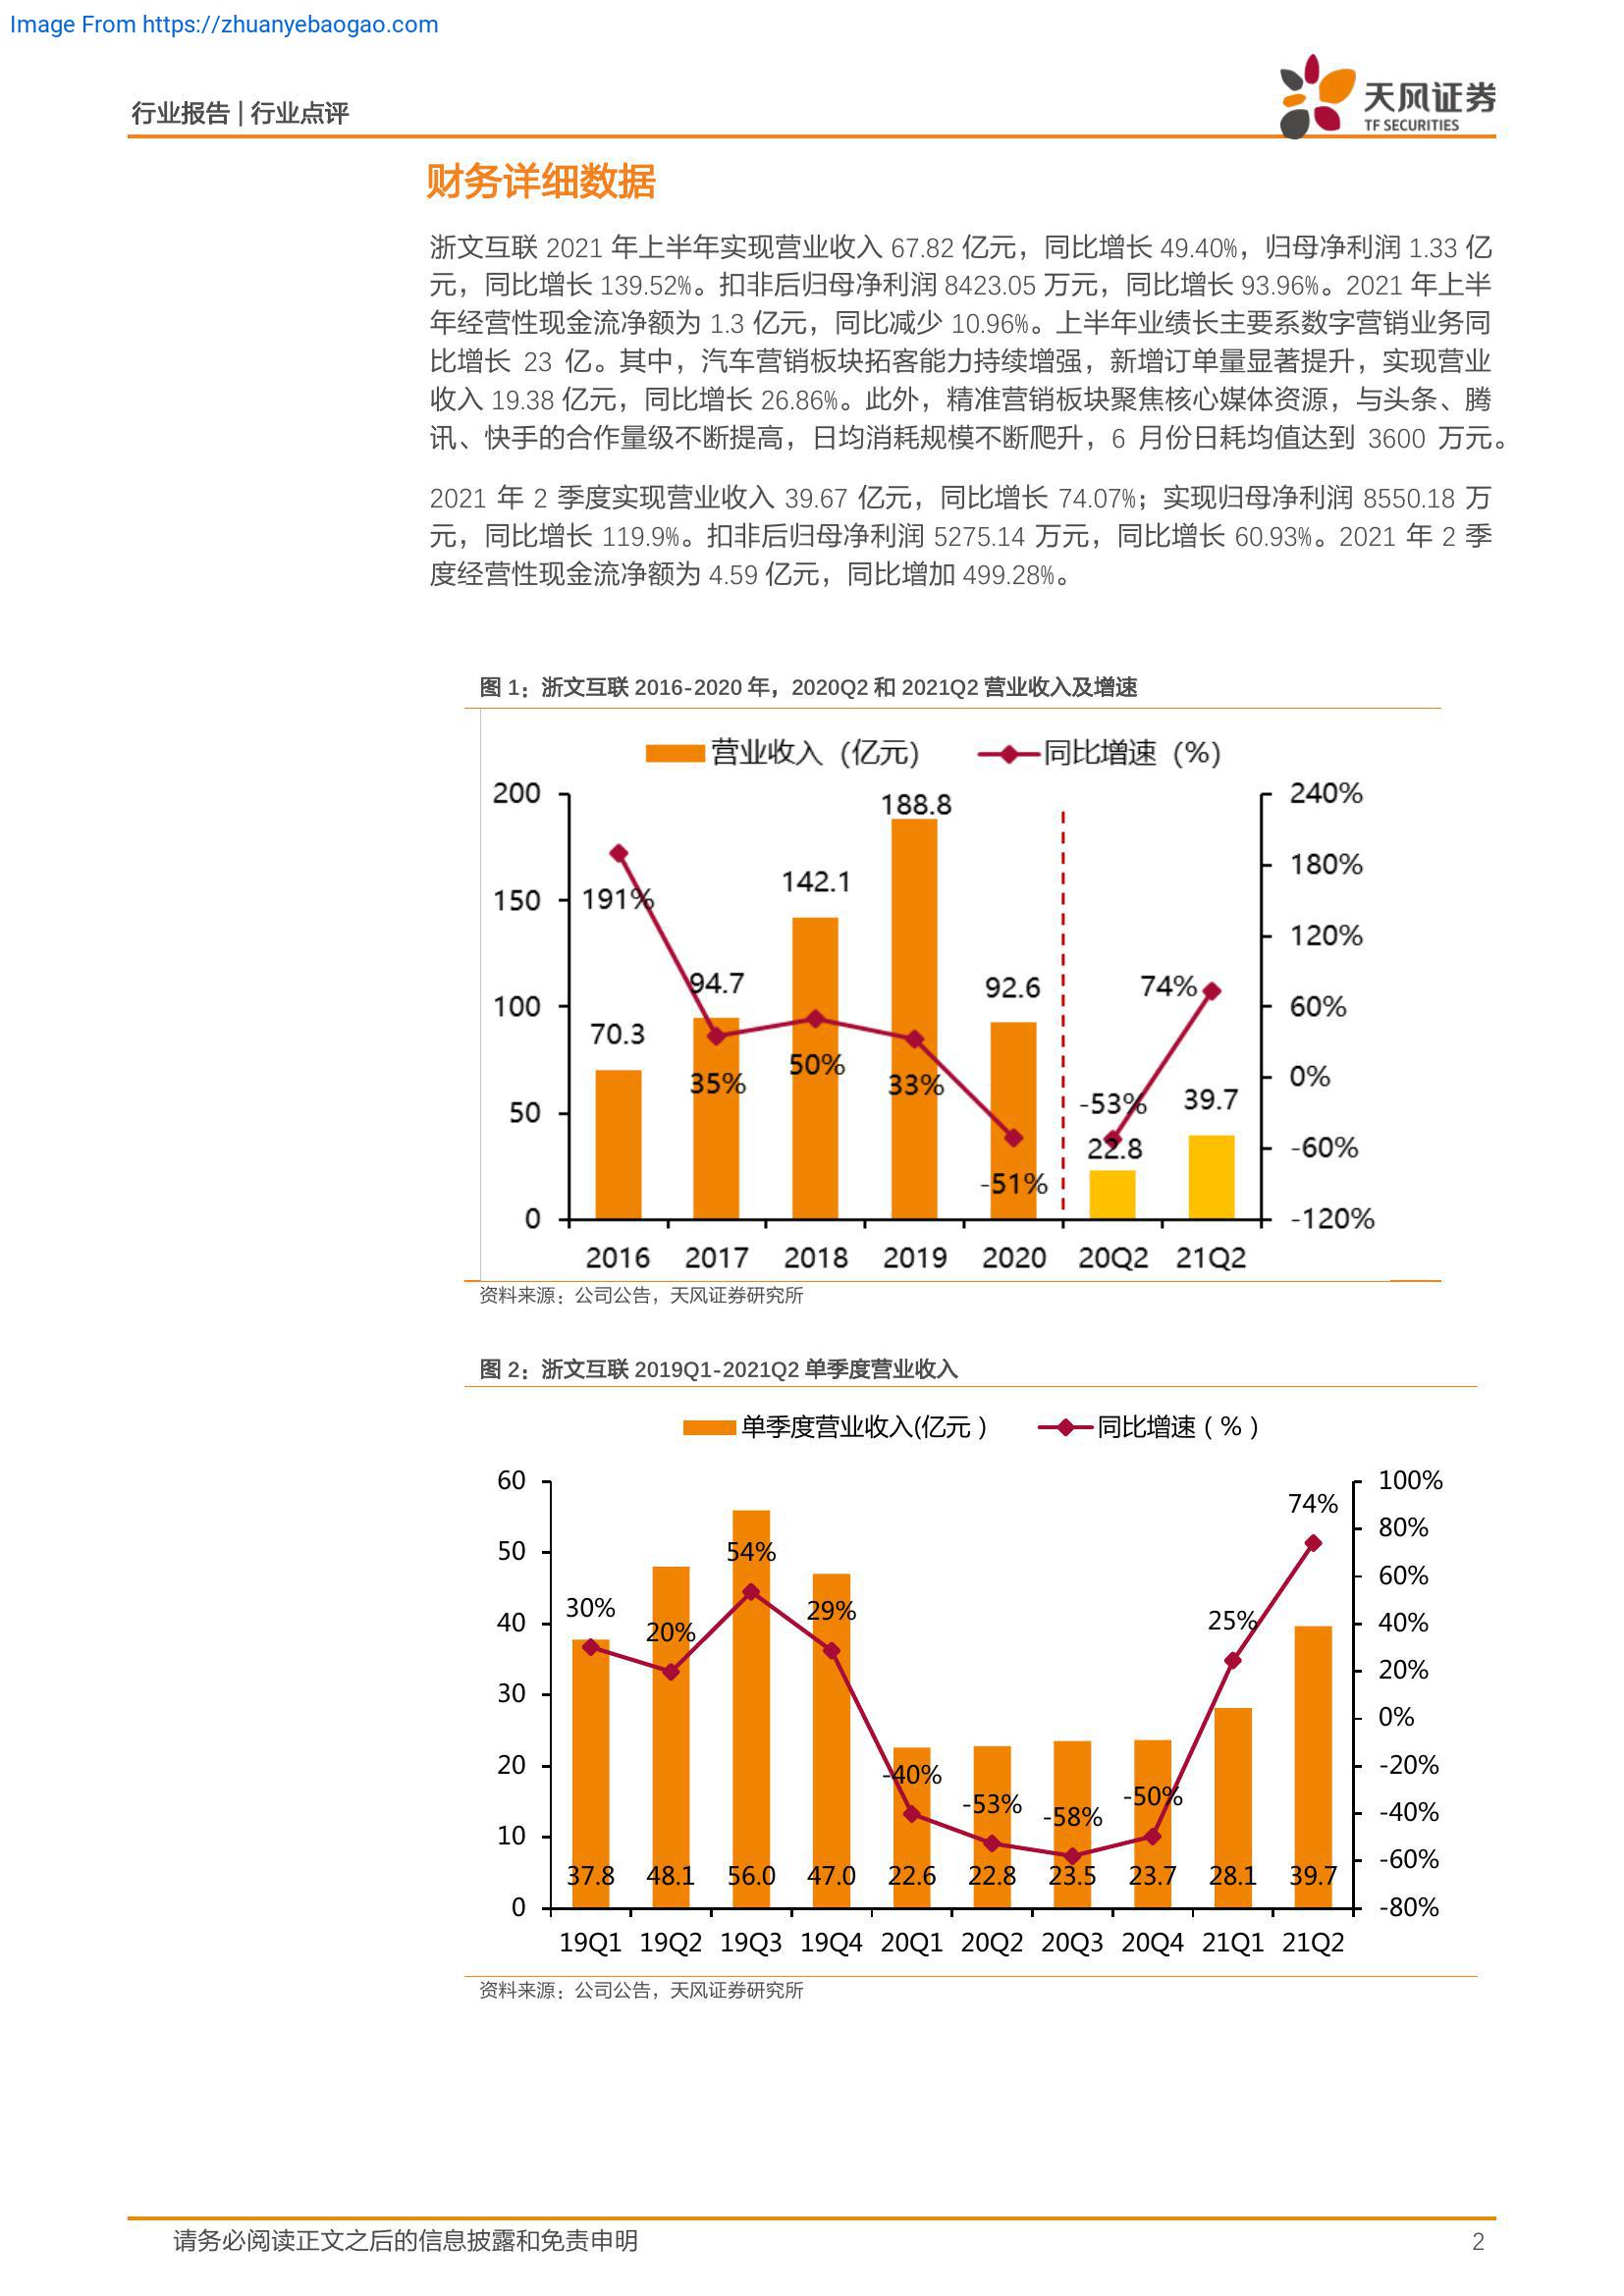 Image From https://zhuanyebaogao.com
行业报告 | 行业点评
天风证券
TF SECURITIES
财务详细数据
浙文互联 2021 年上半年实现营业收入 67.82 亿元，同比增长 49.40%，归母净利润 1.33 亿
元，同比增长 139.52%。扣非后归母净利润 8423.05 万元，同比增长 93.96%。2021 年上半
年经营性现金流净额为 1.3 亿元，同比减少 10.96%。上半年业绩长主要系数字营销业务同
比增长 23 亿。其中，汽车营销板块拓客能力持续增强，新增订单量显著提升，实现营业
收入 19.38 亿元，同比增长 26.86%。此外，精准营销板块聚焦核心媒体资源，与头条、腾
讯、快手的合作量级不断提高，日均消耗规模不断爬升，6 月份日耗均值达到 3600 万元。
2021 年 2 季度实现营业收入 39.67 亿元，同比增长 74.07%；实现归母净利润 8550.18 万
元，同比增长 119.9%。扣非后归母净利润 5275.14 万元，同比增长 60.93%。2021 年 2 季
度经营性现金流净额为 4.59 亿元，同比增加 499.28%。
图 1：浙文互联 2016-2020 年，2020Q2 和 2021Q2 营业收入及增速
营业收入（亿元） 同比增速（%）
200 188.8 240%
142.1 180%
150 191%
120%
94.7 92.6 74%
100 60%
70.3
50% 0%
35% 33%
50 -53% 39.7
22.8 -60%
-51%
0 -120%
2016 2017 2018 2019 2020 20Q2 21Q2
资料来源：公司公告，天风证券研究所
图 2：浙文互联 2019Q1-2021Q2 单季度营业收入
单季度营业收入(亿元 ) 同比增速 ( % )
60 100%
74%
80%
50 54%
60%
30% 29%
40 20% 25% 40%
20%
30
0%
20 -40% -20%
-53% -58% -50%
-40%
10
-60%
37.8 48.1 56.0 47.0 22.6 22.8 23.5 23.7 28.1 39.7
0 -80%
19Q1 19Q2 19Q3 19Q4 20Q1 20Q2 20Q3 20Q4 21Q1 21Q2
资料来源：公司公告，天风证券研究所
请务必阅读正文之后的信息披露和免责申明 2